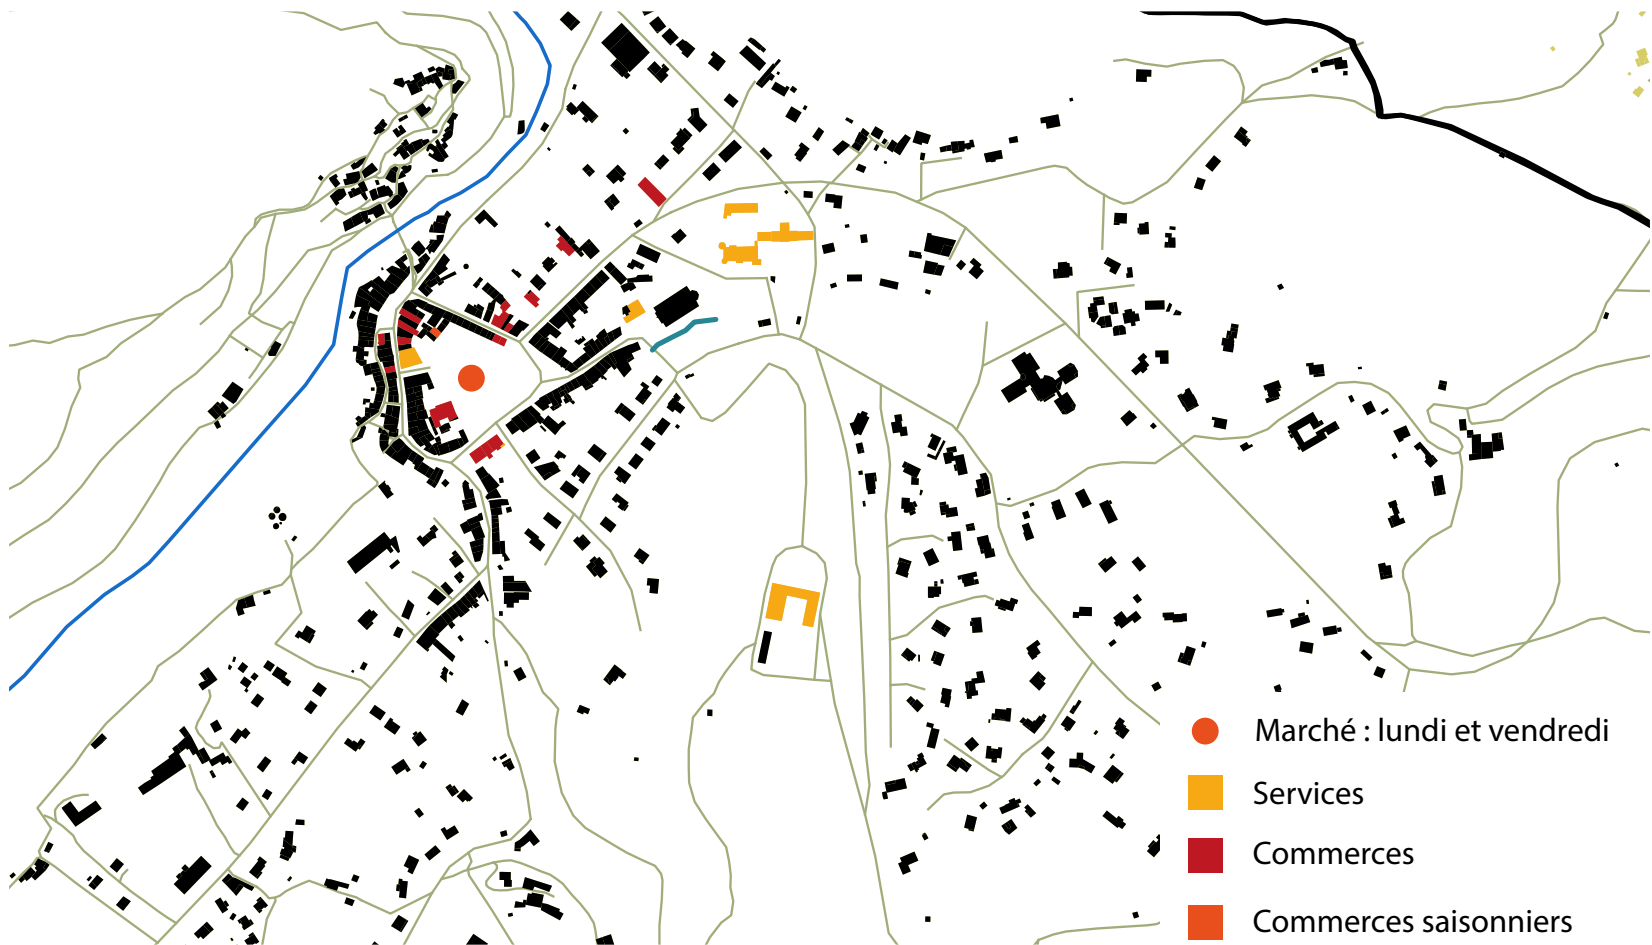 Marché : lundi et vendredi
Services
Commerces
Commerces saisonniers